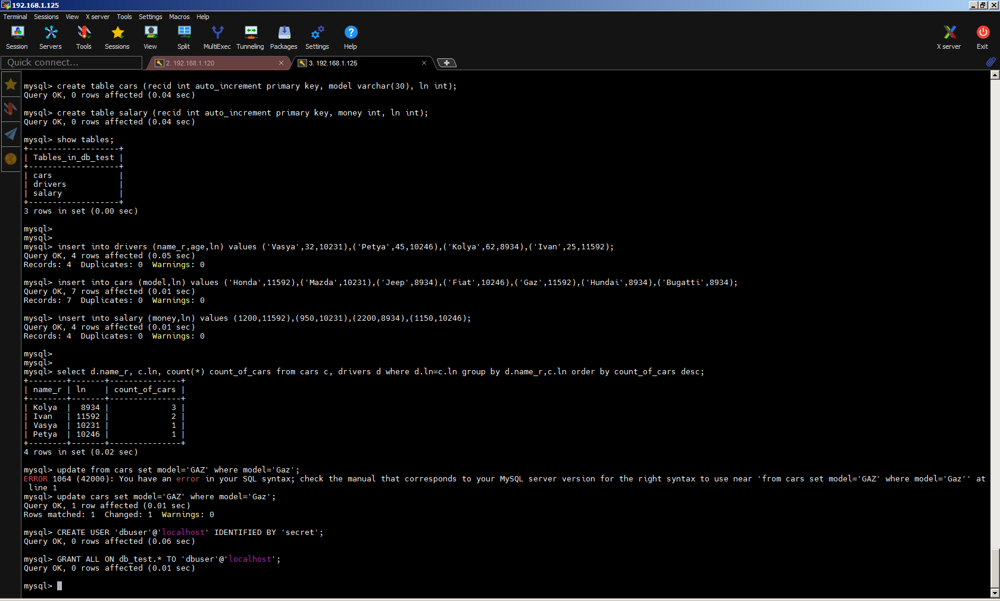 192.168.1.125
Terminal Sessions View X server Tools Settings Macros Help
Session Servers Tools Sessions View Split MultiExec Tunneling Packages Settings Help X server Exit
Quick connect... 2. 192.168.1.120 3. 192.168.1.125
mysql> create table cars (recid int auto_increment primary key, model varchar(30), ln int);
Query OK, 0 rows affected (0.04 sec)
mysql> create table salary (recid int auto_increment primary key, money int, ln int);
Query OK, 0 rows affected (0.04 sec)
mysql> show tables;
+-------------------+
| Tables_in_db_test |
+-------------------+
| cars              |
| drivers           |
| salary            |
+-------------------+
3 rows in set (0.00 sec)
mysql>
mysql>
mysql> insert into drivers (name_r,age,ln) values ('Vasya',32,10231),('Petya',45,10246),('Kolya',62,8934),('Ivan',25,11592);
Query OK, 4 rows affected (0.05 sec)
Records: 4  Duplicates: 0  Warnings: 0
mysql> insert into cars (model,ln) values ('Honda',11592),('Mazda',10231),('Jeep',8934),('Fiat',10246),('Gaz',11592),('Hundai',8934),('Bugatti',8934);
Query OK, 7 rows affected (0.01 sec)
Records: 7  Duplicates: 0  Warnings: 0
mysql> insert into salary (money,ln) values (1200,11592),(950,10231),(2200,8934),(1150,10246);
Query OK, 4 rows affected (0.01 sec)
Records: 4  Duplicates: 0  Warnings: 0
mysql>
mysql>
mysql> select d.name_r, c.ln, count(*) count_of_cars from cars c, drivers d where d.ln=c.ln group by d.name_r,c.ln order by count_of_cars desc;
+--------+-------+---------------+
| name_r | ln    | count_of_cars |
+--------+-------+---------------+
| Kolya  |  8934 |             3 |
| Ivan   | 11592 |             2 |
| Vasya  | 10231 |             1 |
| Petya  | 10246 |             1 |
+--------+-------+---------------+
4 rows in set (0.02 sec)
mysql> update from cars set model='GAZ' where model='Gaz';
ERROR 1064 (42000): You have an error in your SQL syntax; check the manual that corresponds to your MySQL server version for the right syntax to use near 'from cars set model='GAZ' where model='Gaz'' at
line 1
mysql> update cars set model='GAZ' where model='Gaz';
Query OK, 1 row affected (0.01 sec)
Rows matched: 1  Changed: 1  Warnings: 0
mysql> CREATE USER 'dbuser'@'localhost' IDENTIFIED BY 'secret';
Query OK, 0 rows affected (0.06 sec)
mysql> GRANT ALL ON db_test.* TO 'dbuser'@'localhost';
Query OK, 0 rows affected (0.01 sec)
mysql>